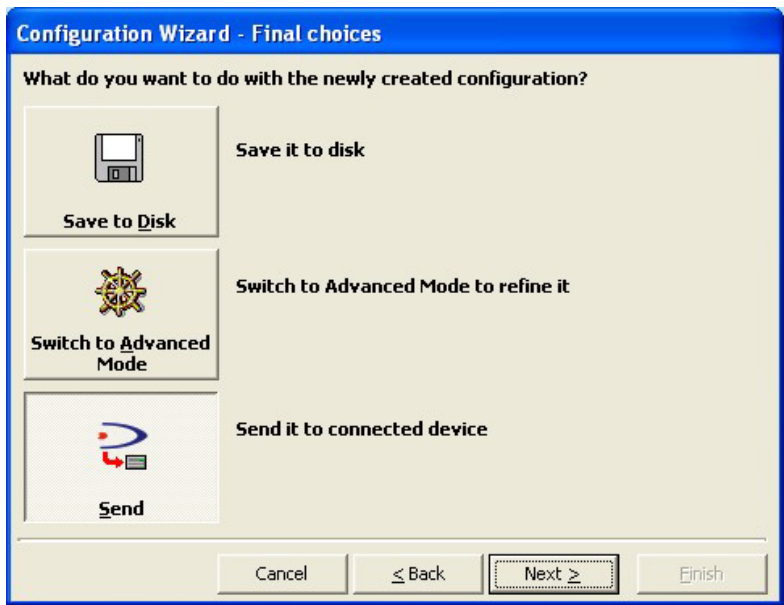 Configuration Wizard - Final choices
What do you want to do with the newly created configuration?
Save to Disk
Save it to disk
Switch to Advanced
Mode
Switch to Advanced Mode to refine it
Send
Send it to connected device
Cancel
< Back
Next >
Finish